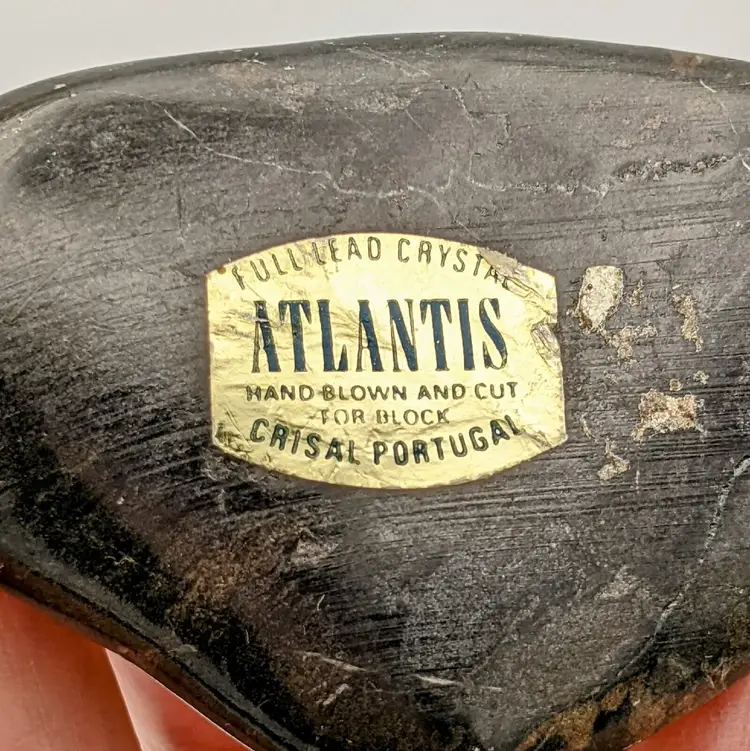 FULL LEAD CRYSTAL
ATLANTIS
HAND BLOWN AND CUT
FOR BLOCK
CRISAL PORTUGAL